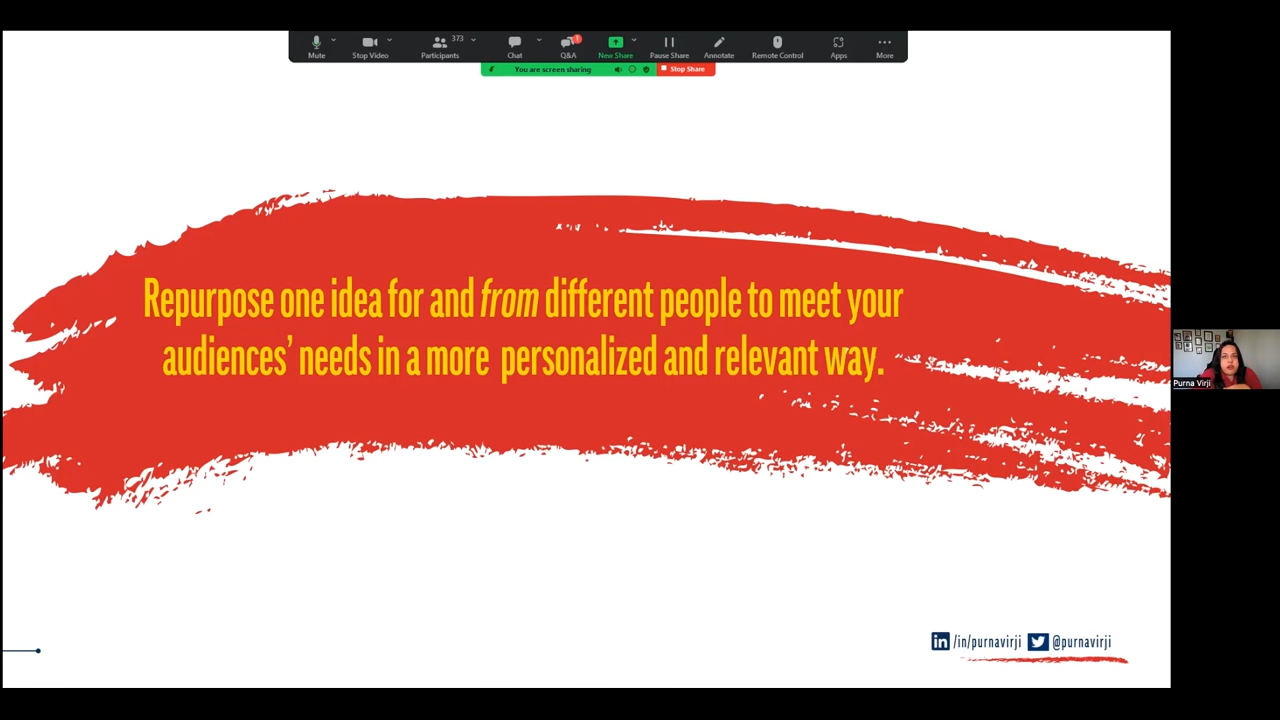 373
Mute
Stop Video
Participants
Chat
1
Q&A
New Share
Pause Share
Annotate
Remote Control
Apps
More
You are screen sharing
Stop Share
Repurpose one idea for and from different people to meet your
audiences’ needs in a more personalized and relevant way.
Purna Virji
in /in/purnavirji @purnavirji